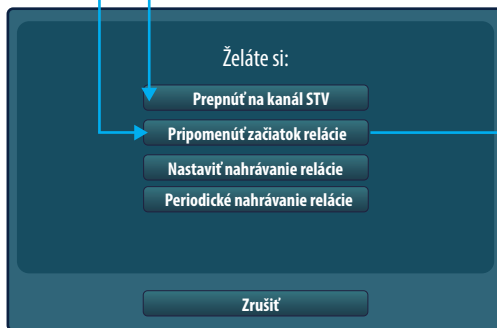 Želáte si:
Prepnúť na kanál STV
Pripomenúť začiatok relácie
Nastaviť nahrávanie relácie
Periodické nahrávanie relácie
Zrušiť